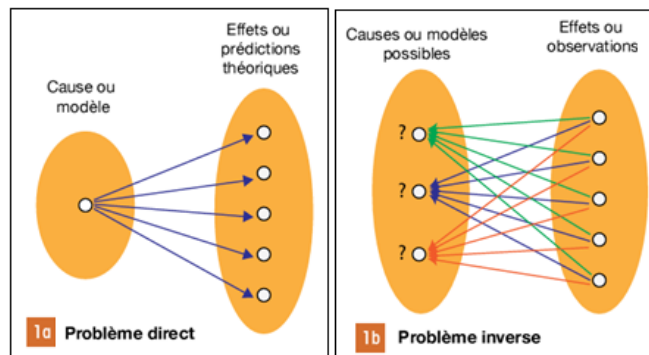 Cause ou
modèle
Effets ou
prédictions
théoriques
1a Problème direct
Causes ou modèles
possibles
Effets ou
observations
?
?
?
1b Problème inverse